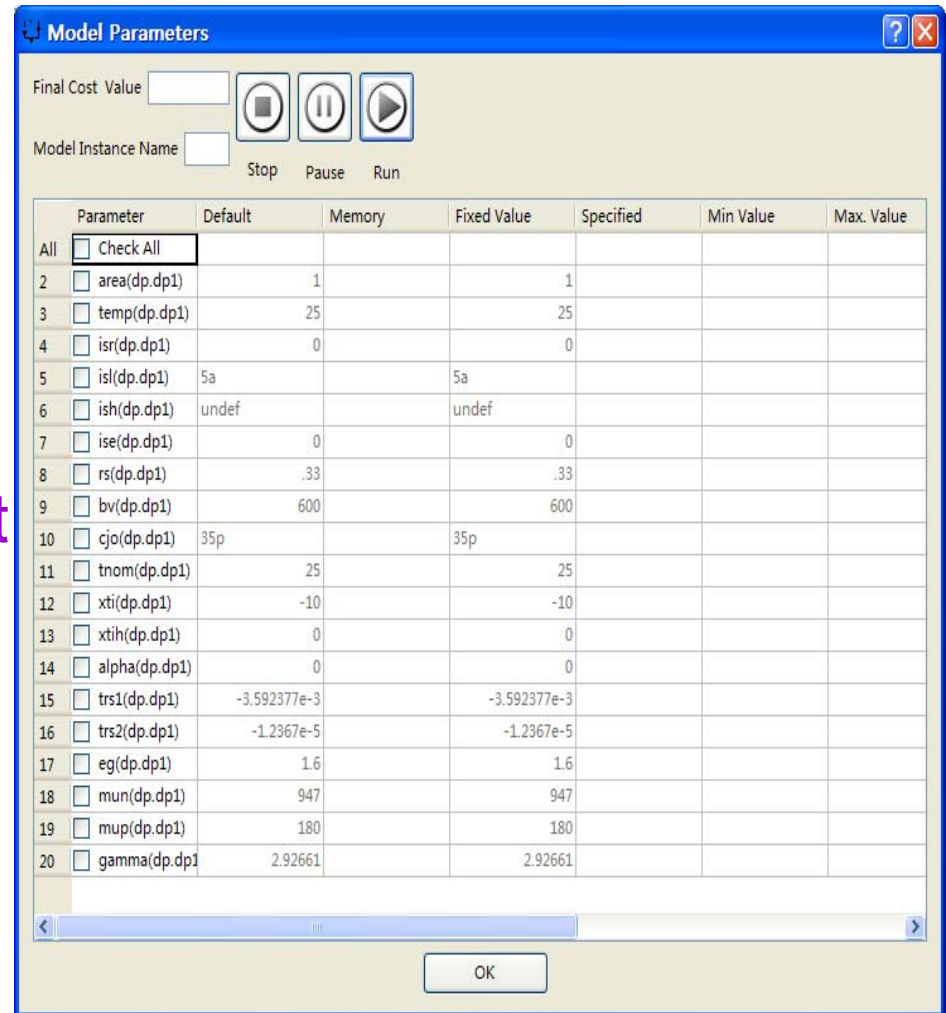 Model Parameters
Final Cost Value
Model Instance Name
Stop Pause Run
Parameter Default Memory Fixed Value Specified Min Value Max. Value
All Check All
2 area(dp.dp1) 1 1
3 temp(dp.dp1) 25 25
4 isr(dp.dp1) 0 0
5 isl(dp.dp1) 5a 5a
6 ish(dp.dp1) undef undef
7 ise(dp.dp1) 0 0
8 rs(dp.dp1) .33 .33
9 bv(dp.dp1) 600 600
t
10 cjo(dp.dp1) 35p 35p
11 tnom(dp.dp1) 25 25
12 xti(dp.dp1) -10 -10
13 xtih(dp.dp1) 0 0
14 alpha(dp.dp1) 0 0
15 trs1(dp.dp1) -3.592377e-3 -3.592377e-3
16 trs2(dp.dp1) -1.2367e-5 -1.2367e-5
17 eg(dp.dp1) 1.6 1.6
18 mun(dp.dp1) 947 947
19 mup(dp.dp1) 180 180
20 gamma(dp.dp1 2.92661 2.92661
OK